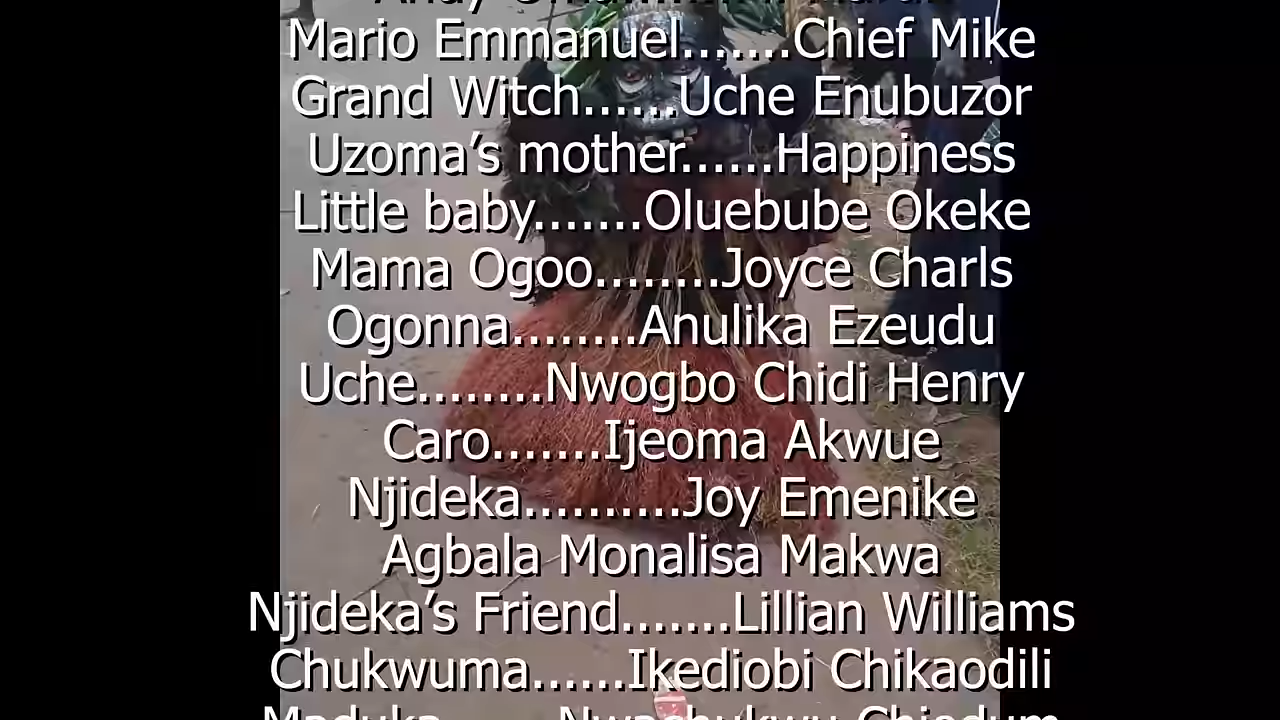 Mario Emmanuel.......Chief Mike
Grand Witch......Uche Enubuzor
Uzoma’s mother......Happiness
Little baby.......Oluebube Okeke
Mama Ogoo........Joyce Charls
Ogonna........Anulika Ezeudu
Uche........Nwogbo Chidi Henry
Caro.......Ijeoma Akwue
Njideka..........Joy Emenike
Agbala Monalisa Makwa
Njideka’s Friend.......Lillian Williams
Chukwuma......Ikediobi Chikaodili